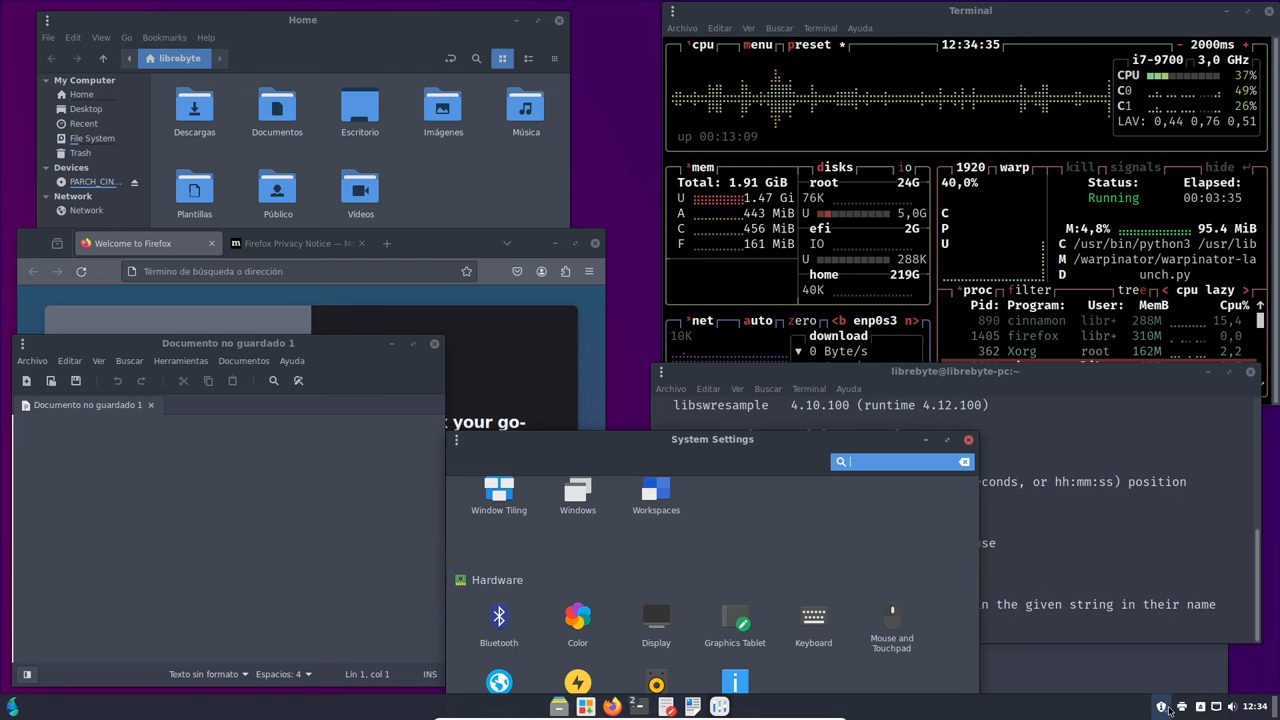 Home
File Edit View Go Bookmarks Help
librebyte
My Computer
Home
Desktop
Recent
File System
Trash
Devices
PARCH_CIN...
Network
Network
Descargas Documentos Escritorio Imágenes Música
Plantillas Público Vídeos
Terminal
Archivo Editar Ver Buscar Terminal Ayuda
¹cpu menu preset * 12:34:35 - 2000ms +
i7-9700 3,0 GHz
CPU 37%
C0 49%
C1 26%
LAV: 0,44 0,76 0,51
up 00:13:09
²mem disks io
Total: 1.91 GiB root 24G
U 1.47 Gi 76K
A 443 MiB U 5,0G
C 456 MiB efi 2G
F 161 MiB IO
U 288K
home 219G
40K
1920 warp kill signals hide ↵
40,0% Status: Elapsed:
Running 00:03:35
C
P M:4,8% 95.4 MiB
U C /usr/bin/python3 /usr/lib
M /warpinator/warpinator-la
D unch.py
⁴proc filter tree < cpu lazy >
Pid: Program: User: MemB Cpu% ↑
890 cinnamon libr+ 288M 15,4
1405 firefox libr+ 310M 0,0
362 Xorg root 162M 2,2
³net auto zero <b enp0s3 n>
10K download
▼ 0 Byte/s
Welcome to Firefox
Firefox Privacy Notice — Mo
Término de búsqueda o dirección
k your go-
Documento no guardado 1
Archivo Editar Ver Buscar Herramientas Documentos Ayuda
Documento no guardado 1
Texto sin formato Espacios: 4 Lín 1, col 1 INS
librebyte@librebyte-pc:~
Archivo Editar Ver Buscar Terminal Ayuda
libswresample 4.10.100 (runtime 4.12.100)
conds, or hh:mm:ss) position
se
n the given string in their name
System Settings
Window Tiling Windows Workspaces
Hardware
Bluetooth Color Display Graphics Tablet Keyboard Mouse and Touchpad
2
A
12:34